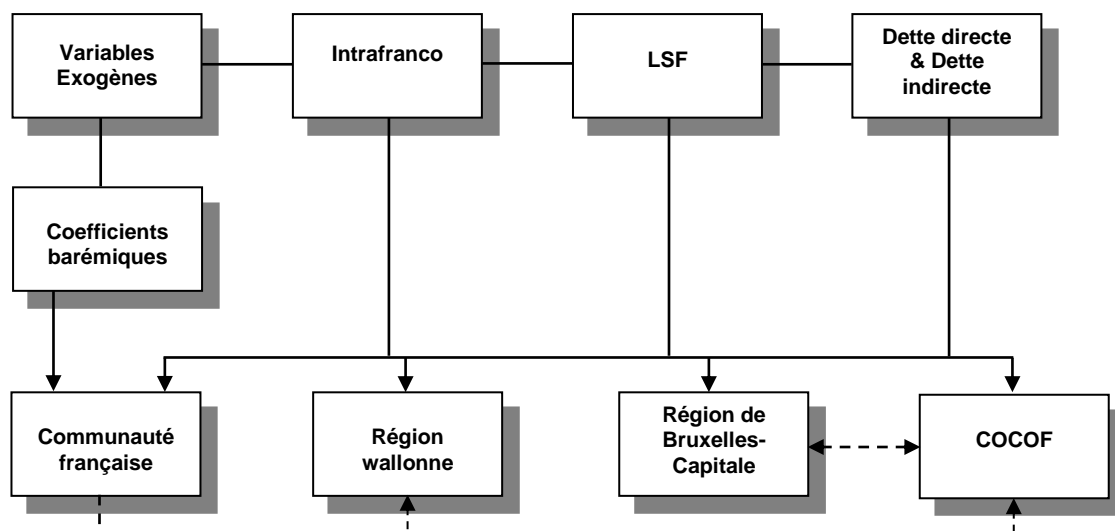 Variables
Exogènes
Intrafranco
LSF
Dette directe
& Dette
indirecte
Coefficients
barémiques
Communauté
française
Région
wallonne
Région de
Bruxelles-
Capitale
COCOF